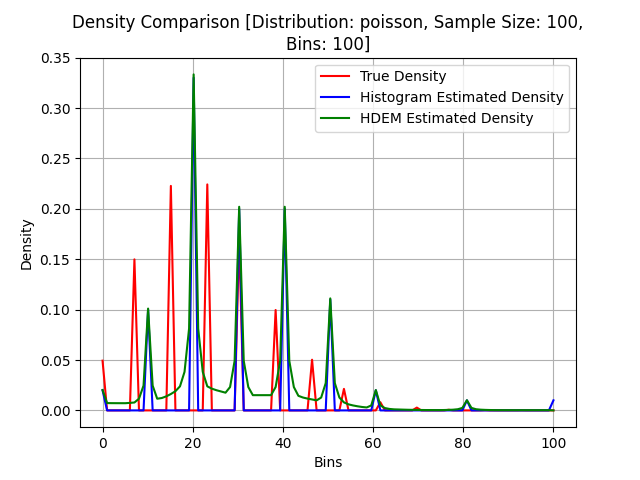 Density Comparison [Distribution: poisson, Sample Size: 100,
Bins: 100]
True Density
Histogram Estimated Density
HDEM Estimated Density
Density
0.35
0.30
0.25
0.20
0.15
0.10
0.05
0.00
0 20 40 60 80 100
Bins